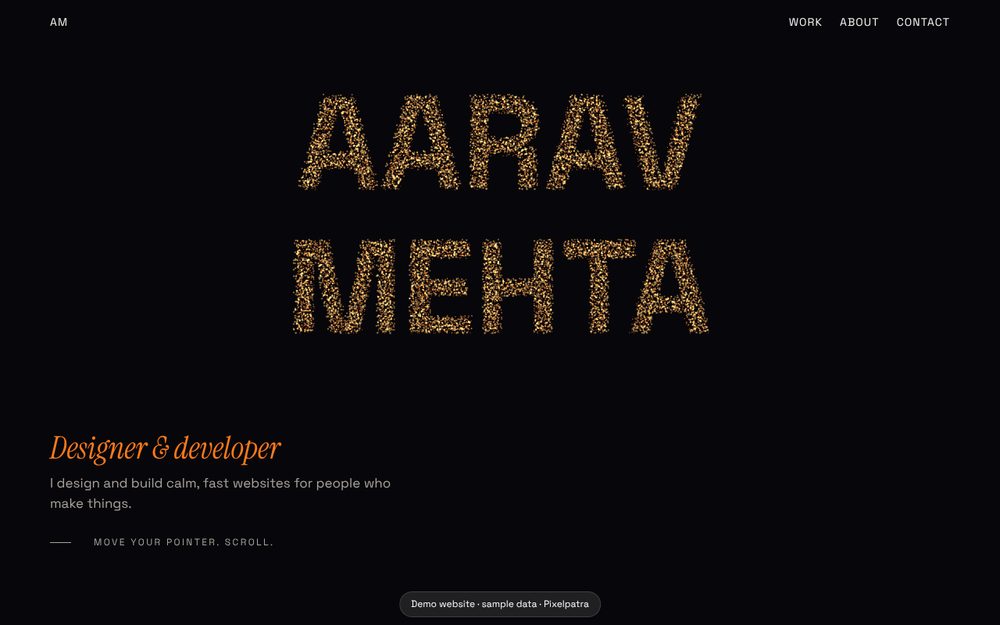 AM
WORK ABOUT CONTACT
AARAV
MEHTA
Designer & developer
I design and build calm, fast websites for people who
make things.
MOVE YOUR POINTER. SCROLL.
Demo website · sample data · Pixelpatra